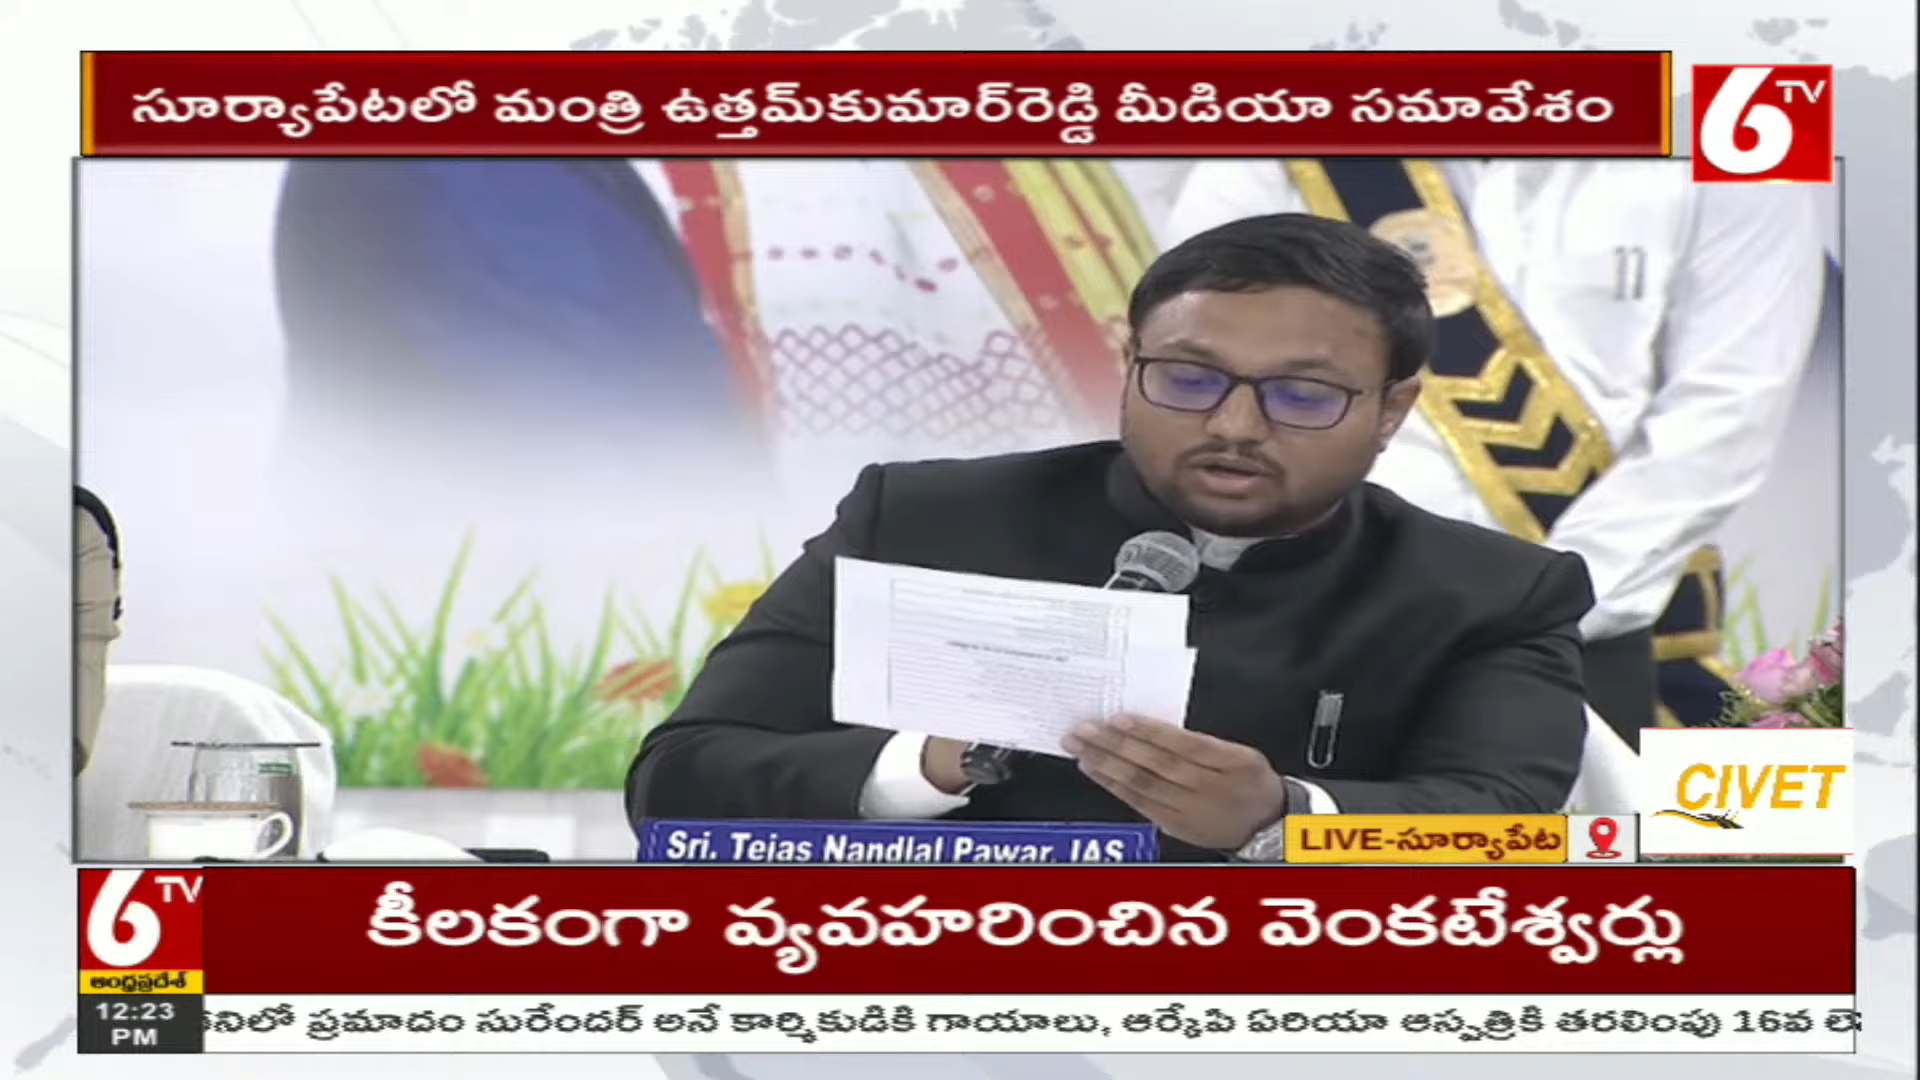 సూర్యాపేటలో మంత్రి ఉత్తమ్‌కుమార్‌రెడ్డి మీడియా సమావేశం
6 TV
CIVET
Sri. Tejas Nandlal Pawar, IAS
LIVE-సూర్యాపేట
6 TV
కీలకంగా వ్యవహరించిన వెంకటేశ్వర్లు
ఆంధ్రప్రదేశ్
12:23
PM
ప్రమాదం సురేందర్ అనే కార్మికుడికి గాయాలు, ఆర్కేపి ఏరియా ఆస్పత్రికి తరలింపు 16వ